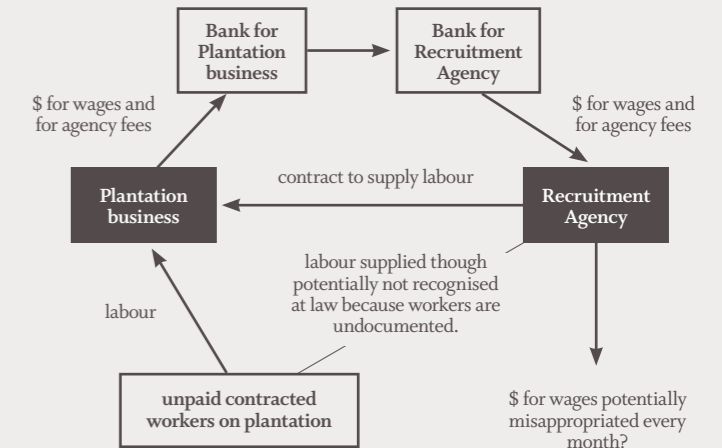 Bank for
Plantation
business
Bank for
Recruitment
Agency
$ for wages and
for agency fees
$ for wages and
for agency fees
Plantation
business
contract to supply labour
Recruitment
Agency
labour supplied though
potentially not recognised
at law because workers are
undocumented.
labour
unpaid contracted
workers on plantation
$ for wages potentially
misappropriated every
month?